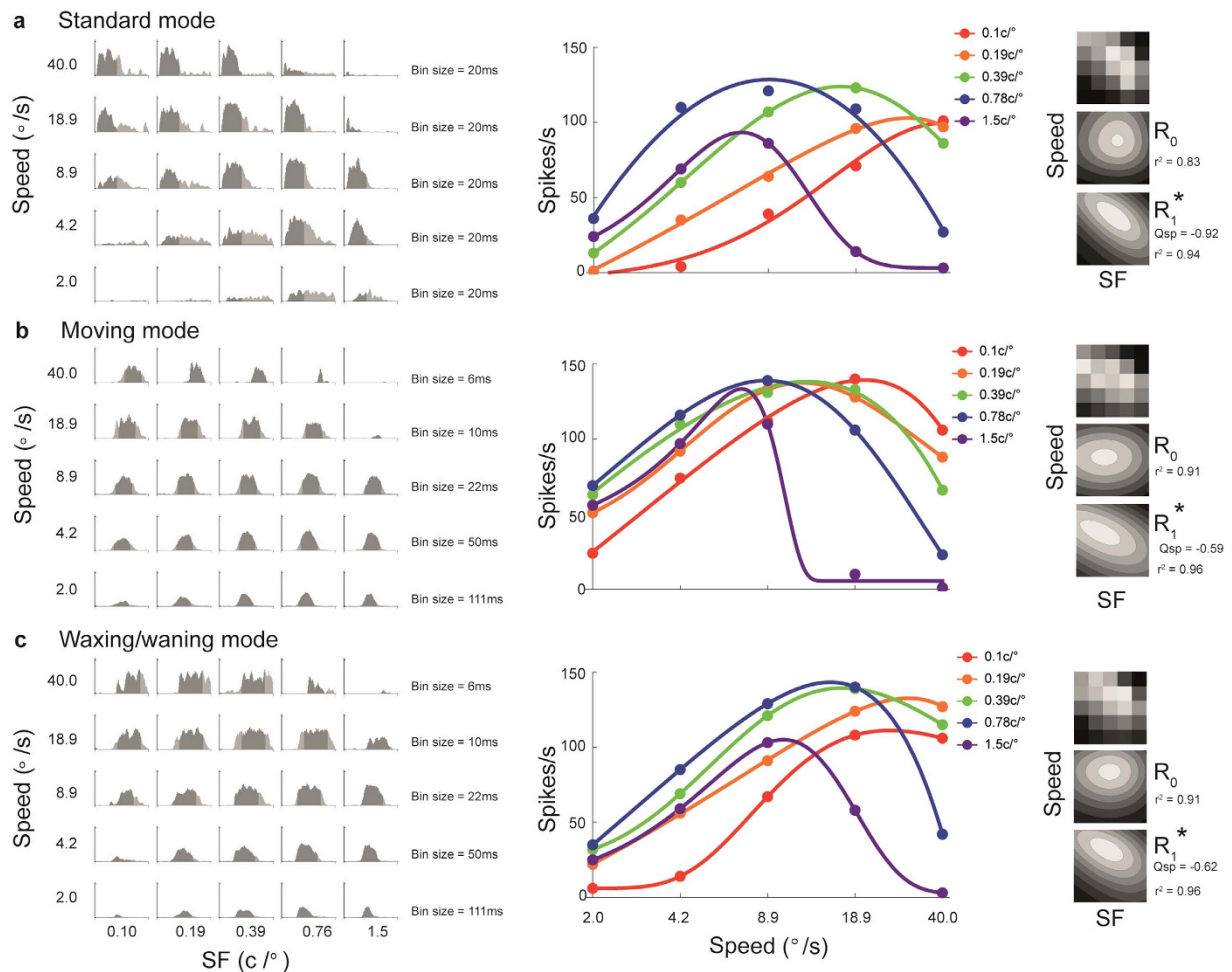 a Standard mode
Speed (°/s)
40.0
Bin size = 20ms
18.9
Bin size = 20ms
8.9
Bin size = 20ms
4.2
Bin size = 20ms
2.0
Bin size = 20ms
Spikes/s
150
100
50
0
0.1c/°
0.19c/°
0.39c/°
0.78c/°
1.5c/°
Speed
R0
r² = 0.83
R1*
Qsp = -0.92
r² = 0.94
SF
b Moving mode
Speed (°/s)
40.0
Bin size = 6ms
18.9
Bin size = 10ms
8.9
Bin size = 22ms
4.2
Bin size = 50ms
2.0
Bin size = 111ms
Spikes/s
150
100
50
0
0.1c/°
0.19c/°
0.39c/°
0.78c/°
1.5c/°
Speed
R0
r² = 0.91
R1*
Qsp = -0.59
r² = 0.96
SF
c Waxing/waning mode
Speed (°/s)
40.0
Bin size = 6ms
18.9
Bin size = 10ms
8.9
Bin size = 22ms
4.2
Bin size = 50ms
2.0
Bin size = 111ms
0.10 0.19 0.39 0.76 1.5
SF (c/°)
Spikes/s
150
100
50
0
0.1c/°
0.19c/°
0.39c/°
0.78c/°
1.5c/°
2.0 4.2 8.9 18.9 40.0
Speed (°/s)
Speed
R0
r² = 0.91
R1*
Qsp = -0.62
r² = 0.96
SF